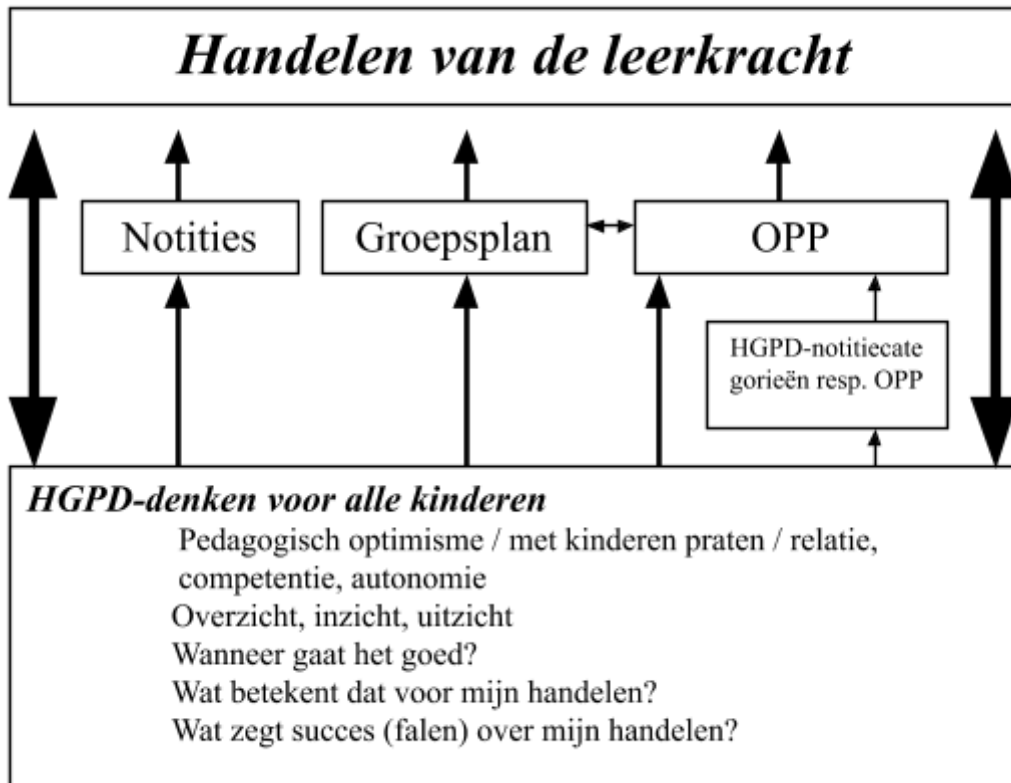 Handelen van de leerkracht
Notities
Groepsplan
OPP
HGPD-notitiecate
gorieën resp. OPP
HGPD-denken voor alle kinderen
Pedagogisch optimisme / met kinderen praten / relatie,
competentie, autonomie
Overzicht, inzicht, uitzicht
Wanneer gaat het goed?
Wat betekent dat voor mijn handelen?
Wat zegt succes (falen) over mijn handelen?